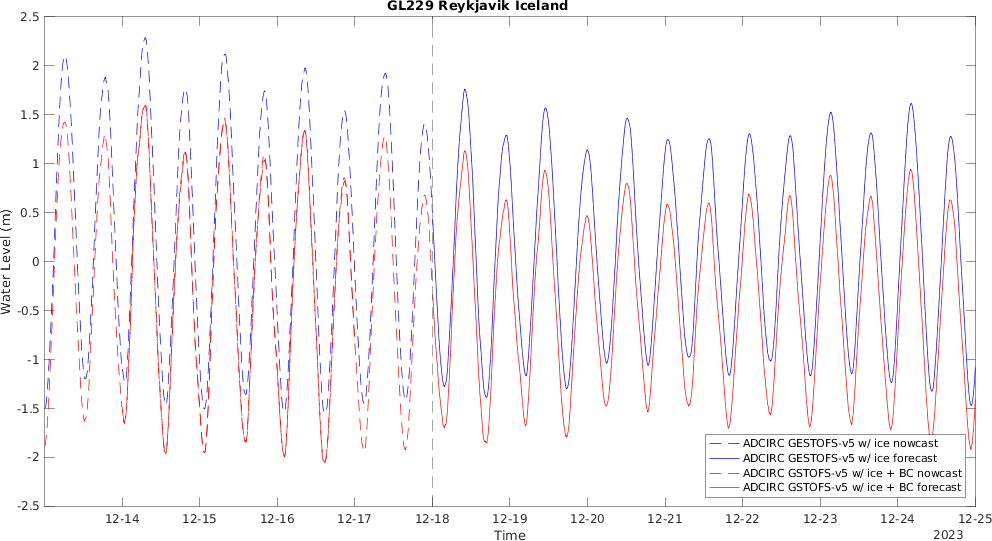 GL229 Reykjavik Iceland
2.5
2
1.5
1
0.5
0
-0.5
-1
-1.5
-2
-2.5
Water Level (m)
ADCIRC GESTOFS-v5 w/ ice nowcast
ADCIRC GESTOFS-v5 w/ ice forecast
ADCIRC GSTOFS-v5 w/ ice + BC nowcast
ADCIRC GSTOFS-v5 w/ ice + BC forecast
12-14 12-15 12-16 12-17 12-18 12-19 12-20 12-21 12-22 12-23 12-24 12-25
Time
2023